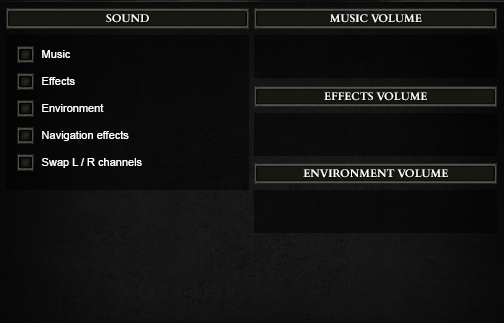 SOUND
Music
Effects
Environment
Navigation effects
Swap L / R channels
MUSIC VOLUME
EFFECTS VOLUME
ENVIRONMENT VOLUME